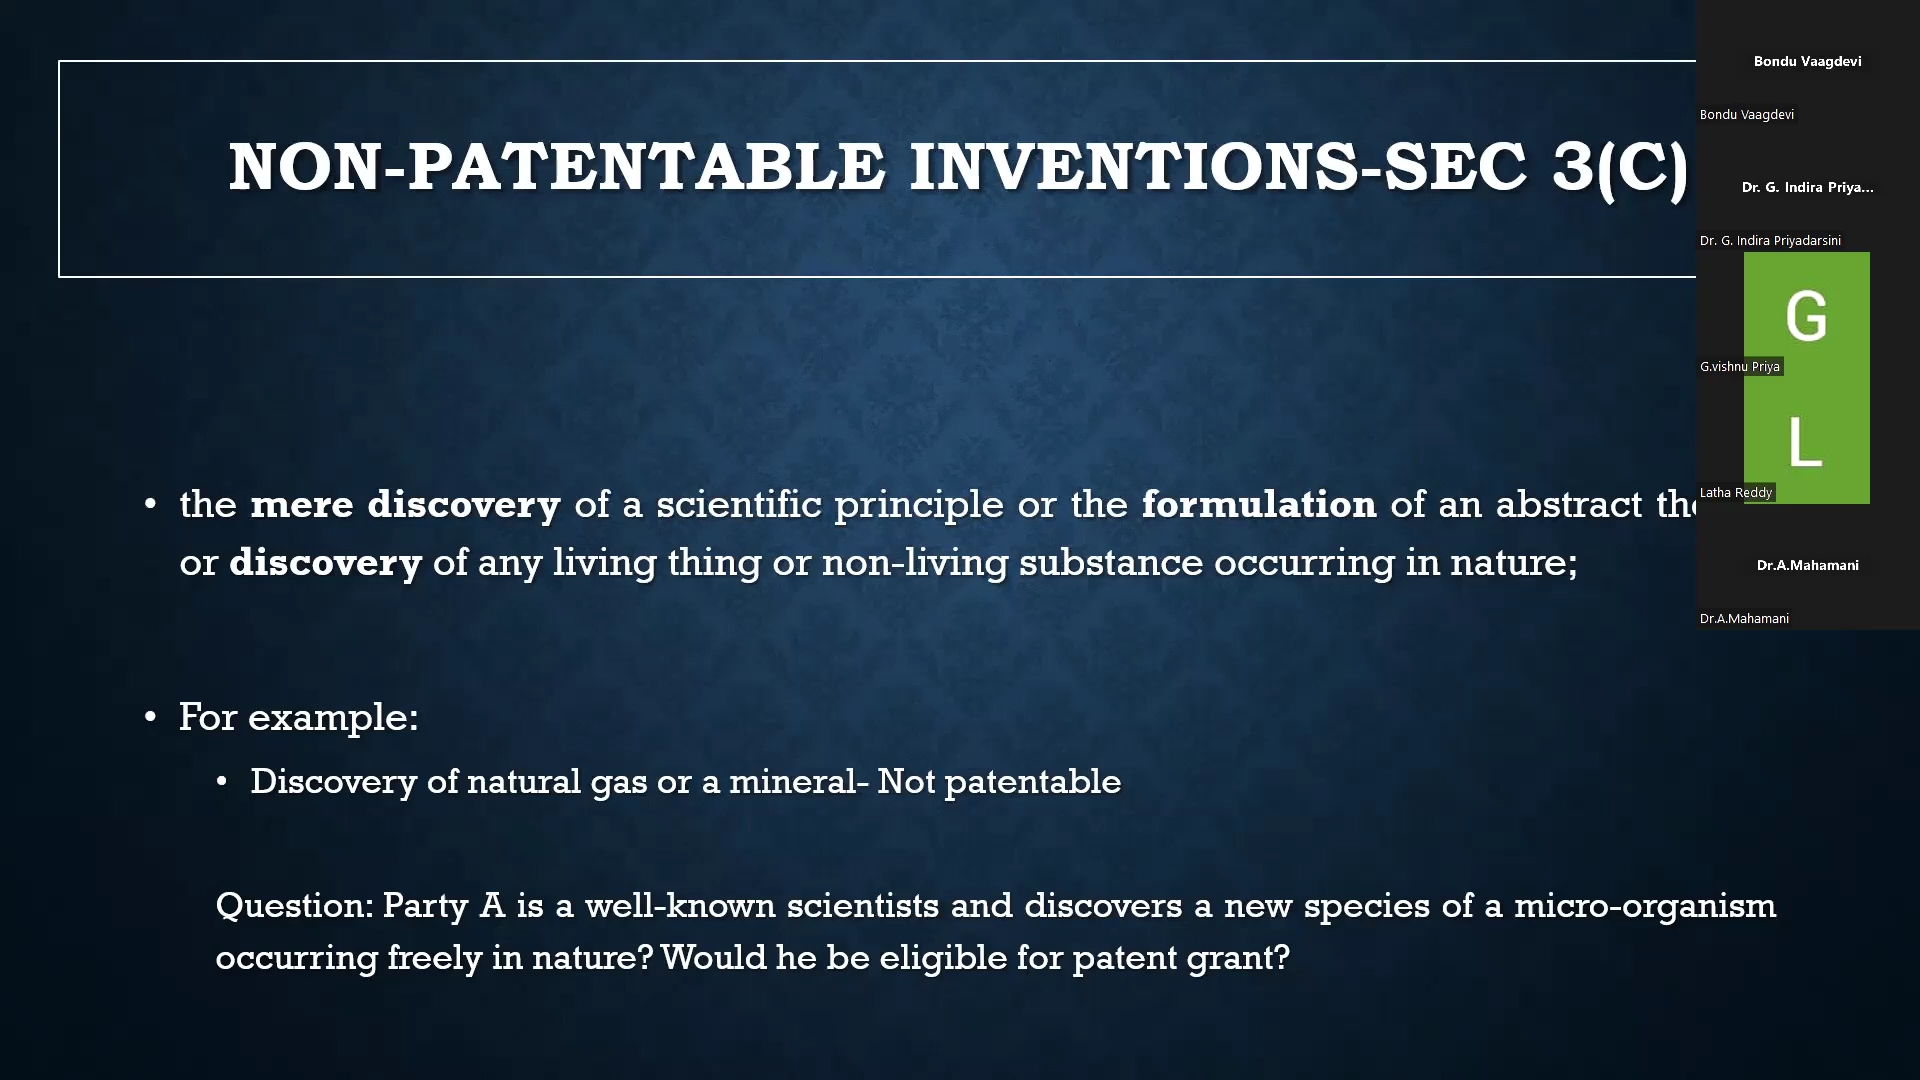 NON-PATENTABLE INVENTIONS-SEC 3(C)
• the mere discovery of a scientific principle or the formulation of an abstract
or discovery of any living thing or non-living substance occurring in nature;
• For example:
• Discovery of natural gas or a mineral- Not patentable
Question: Party A is a well-known scientists and discovers a new species of a micro-organism
occurring freely in nature? Would he be eligible for patent grant?
Bondu Vaagdevi
Bondu Vaagdevi
Dr. G. Indira Priya...
Dr. G. Indira Priyadarsini
G
G.vishnu Priya
L
Latha Reddy
Dr.A.Mahamani
Dr.A.Mahamani